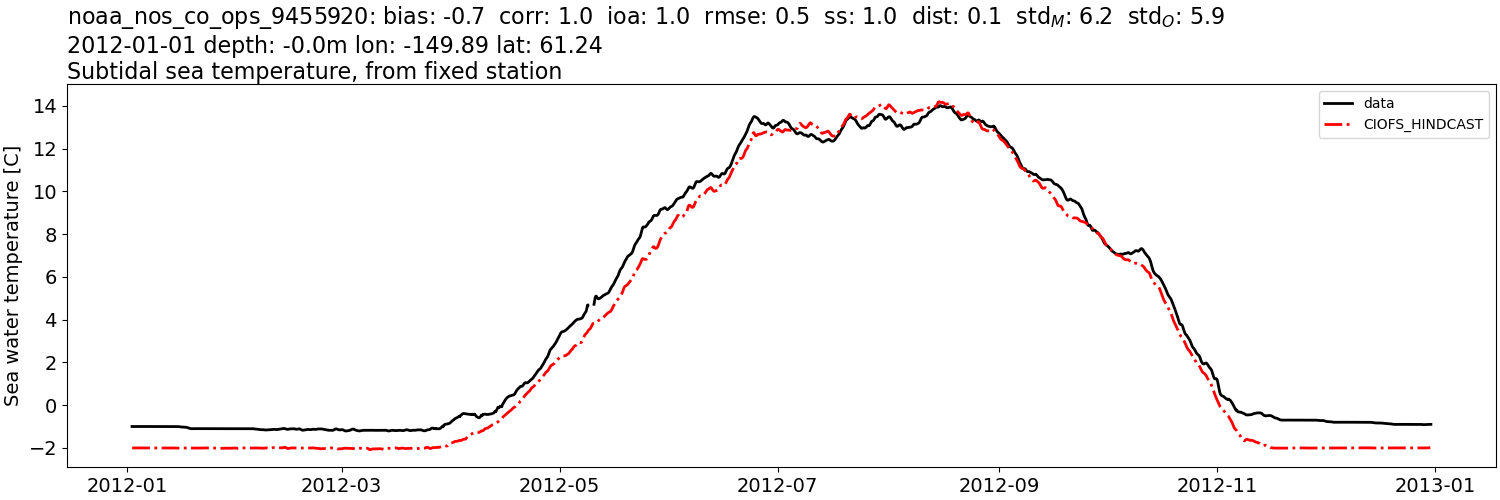 noaa_nos_co_ops_9455920: bias: -0.7 corr: 1.0 ioa: 1.0 rmse: 0.5 ss: 1.0 dist: 0.1 std_M: 6.2 std_O: 5.9
2012-01-01 depth: -0.0m lon: -149.89 lat: 61.24
Subtidal sea temperature, from fixed station
data
CIOFS_HINDCAST
Sea water temperature [C]
14
12
10
8
6
4
2
0
−2
2012-01
2012-03
2012-05
2012-07
2012-09
2012-11
2013-01